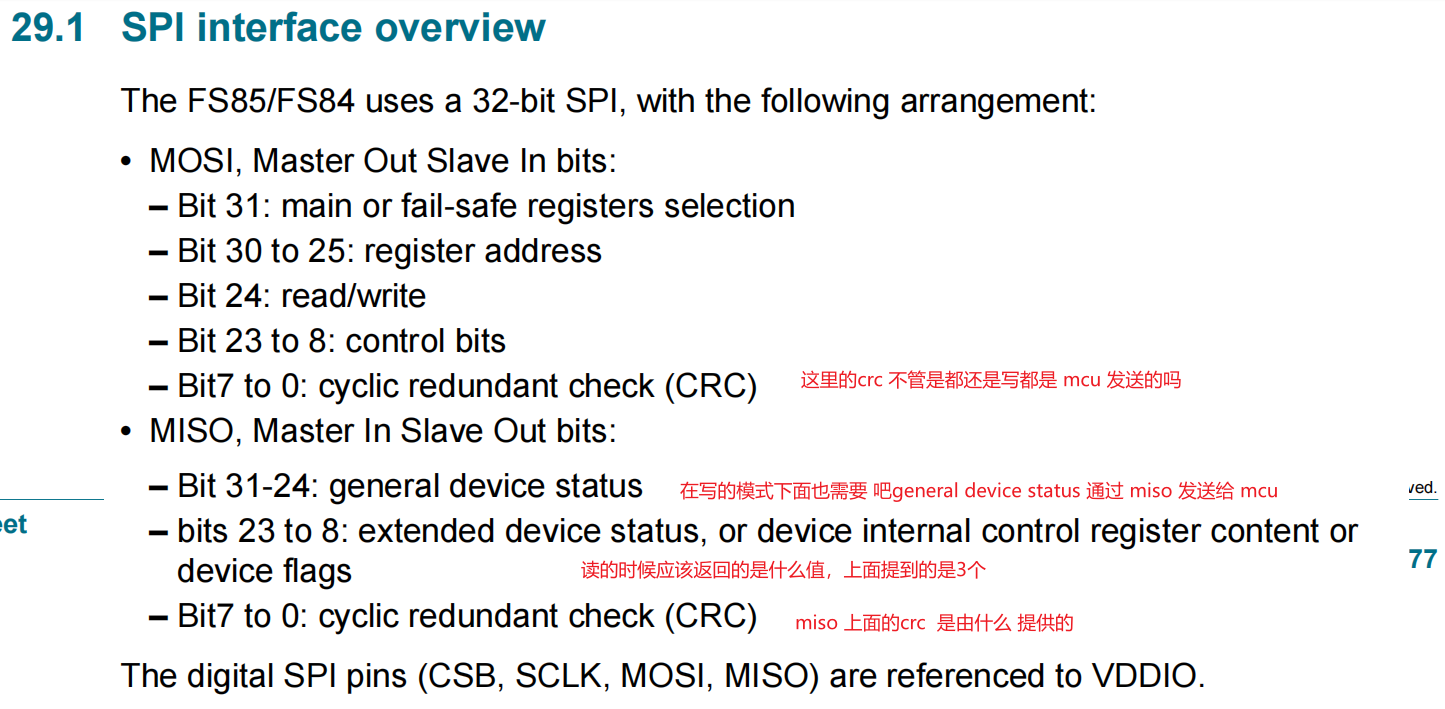 29.1 SPI interface overview
The FS85/FS84 uses a 32-bit SPI, with the following arrangement:
• MOSI, Master Out Slave In bits:
– Bit 31: main or fail-safe registers selection
– Bit 30 to 25: register address
– Bit 24: read/write
– Bit 23 to 8: control bits
– Bit7 to 0: cyclic redundant check (CRC) 这里的crc 不管是都还是写都是 mcu 发送的吗
• MISO, Master In Slave Out bits:
– Bit 31-24: general device status 在写的模式下面也需要 吧general device status 通过 miso 发送给 mcu
ved.
eet
– bits 23 to 8: extended device status, or device internal control register content or
device flags 读的时候应该返回的是什么值，上面提到的是3个
77
– Bit7 to 0: cyclic redundant check (CRC) miso 上面的crc 是由什么 提供的
The digital SPI pins (CSB, SCLK, MOSI, MISO) are referenced to VDDIO.